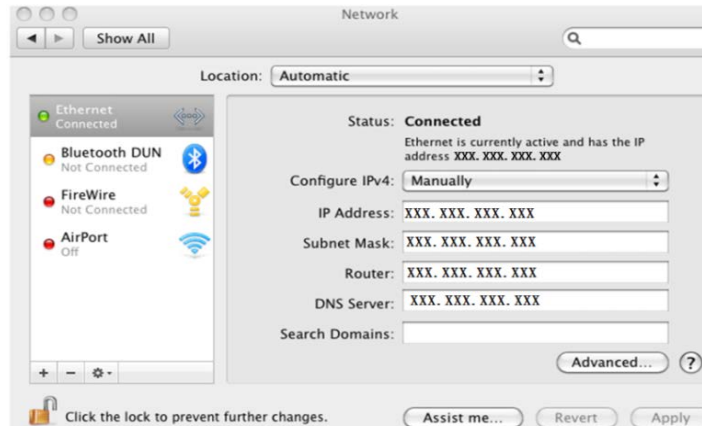 Network
Show All
Location: Automatic
Ethernet
Connected
Bluetooth DUN
Not Connected
FireWire
Not Connected
AirPort
Off
Status: Connected
Ethernet is currently active and has the IP
address XXX. XXX. XXX. XXX
Configure IPv4: Manually
IP Address: XXX. XXX. XXX. XXX
Subnet Mask: XXX. XXX. XXX. XXX
Router: XXX. XXX. XXX. XXX
DNS Server: XXX. XXX. XXX. XXX
Search Domains:
Advanced... ?
+ −
Click the lock to prevent further changes.
Assist me... Revert Apply